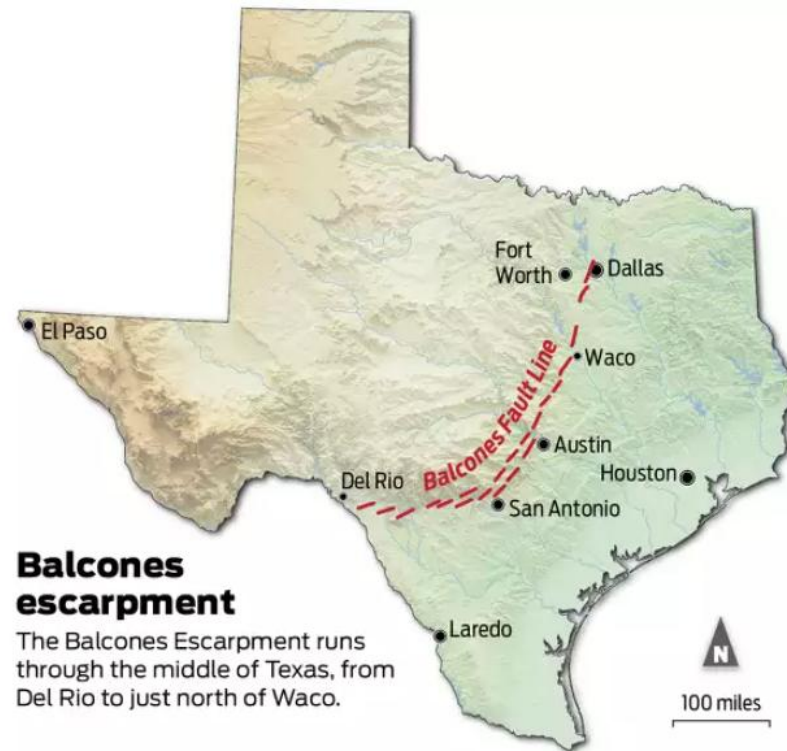 Fort
Worth
Dallas
El Paso
Waco
Balcones Fault Line
Austin
Houston
Del Rio
San Antonio
Balcones
escarpment
The Balcones Escarpment runs
through the middle of Texas, from
Del Rio to just north of Waco.
Laredo
N
100 miles